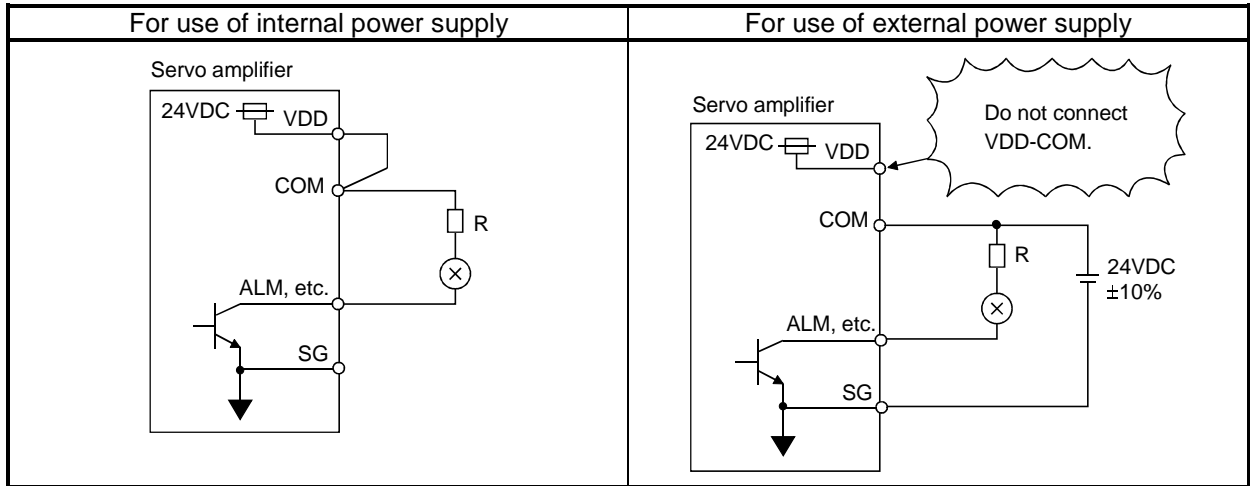 For use of internal power supply
For use of external power supply
Servo amplifier
24VDC
VDD
COM
R
ALM, etc.
SG
Servo amplifier
24VDC
VDD
Do not connect
VDD-COM.
COM
R
24VDC
±10%
ALM, etc.
SG